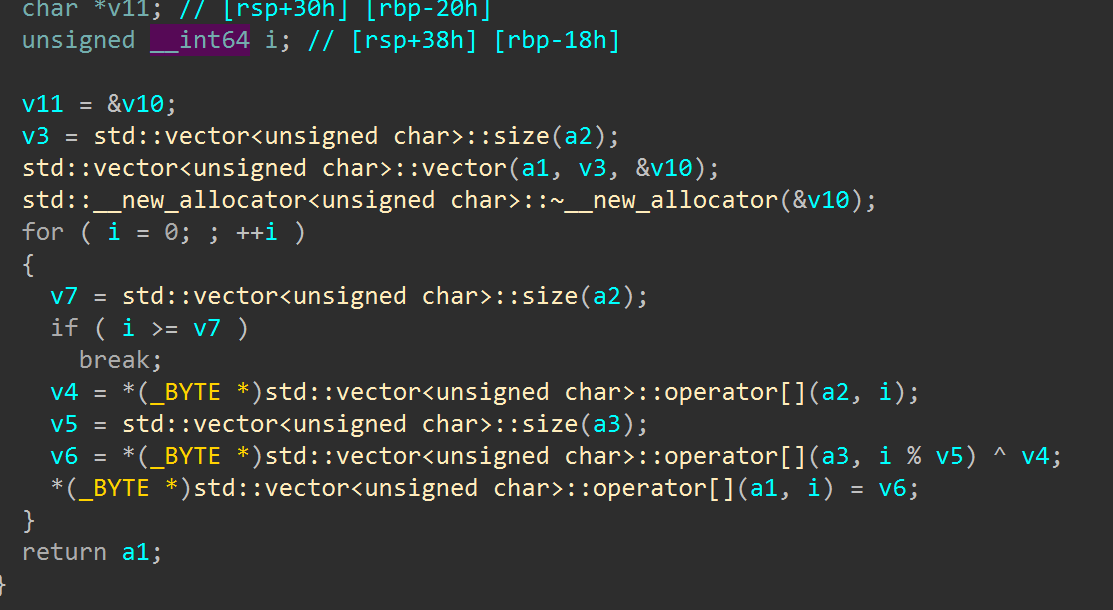 char *v11; // [rsp+30h] [rbp-20h]
unsigned __int64 i; // [rsp+38h] [rbp-18h]
v11 = &v10;
v3 = std::vector<unsigned char>::size(a2);
std::vector<unsigned char>::vector(a1, v3, &v10);
std::__new_allocator<unsigned char>::~__new_allocator(&v10);
for ( i = 0; ; ++i )
{
v7 = std::vector<unsigned char>::size(a2);
if ( i >= v7 )
break;
v4 = *(_BYTE *)std::vector<unsigned char>::operator[](a2, i);
v5 = std::vector<unsigned char>::size(a3);
v6 = *(_BYTE *)std::vector<unsigned char>::operator[](a3, i % v5) ^ v4;
*(_BYTE *)std::vector<unsigned char>::operator[](a1, i) = v6;
}
return a1;
}